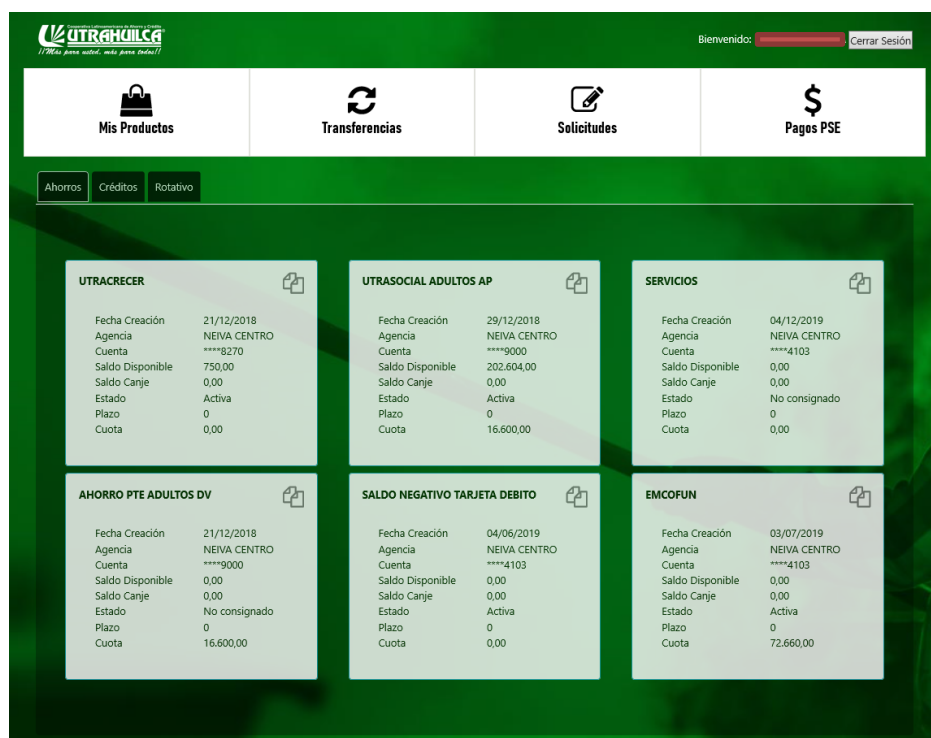 Cooperativa Latinoamericana de Ahorro y Crédito
UTRAHUILCA
!!Más para usted, más para todos!!
Bienvenido:
Cerrar Sesión
Mis Productos
Transferencias
Solicitudes
Pagos PSE
Ahorros
Créditos
Rotativo
UTRACRECER
Fecha Creación 21/12/2018
Agencia NEIVA CENTRO
Cuenta ****8270
Saldo Disponible 750,00
Saldo Canje 0,00
Estado Activa
Plazo 0
Cuota 0,00
UTRASOCIAL ADULTOS AP
Fecha Creación 29/12/2018
Agencia NEIVA CENTRO
Cuenta ****9000
Saldo Disponible 202.604,00
Saldo Canje 0,00
Estado Activa
Plazo 0
Cuota 16.600,00
SERVICIOS
Fecha Creación 04/12/2019
Agencia NEIVA CENTRO
Cuenta ****4103
Saldo Disponible 0,00
Saldo Canje 0,00
Estado No consignado
Plazo 0
Cuota 0,00
AHORRO PTE ADULTOS DV
Fecha Creación 21/12/2018
Agencia NEIVA CENTRO
Cuenta ****9000
Saldo Disponible 0,00
Saldo Canje 0,00
Estado No consignado
Plazo 0
Cuota 16.600,00
SALDO NEGATIVO TARJETA DEBITO
Fecha Creación 04/06/2019
Agencia NEIVA CENTRO
Cuenta ****4103
Saldo Disponible 0,00
Saldo Canje 0,00
Estado Activa
Plazo 0
Cuota 0,00
EMCOFUN
Fecha Creación 03/07/2019
Agencia NEIVA CENTRO
Cuenta ****4103
Saldo Disponible 0,00
Saldo Canje 0,00
Estado Activa
Plazo 0
Cuota 72.660,00